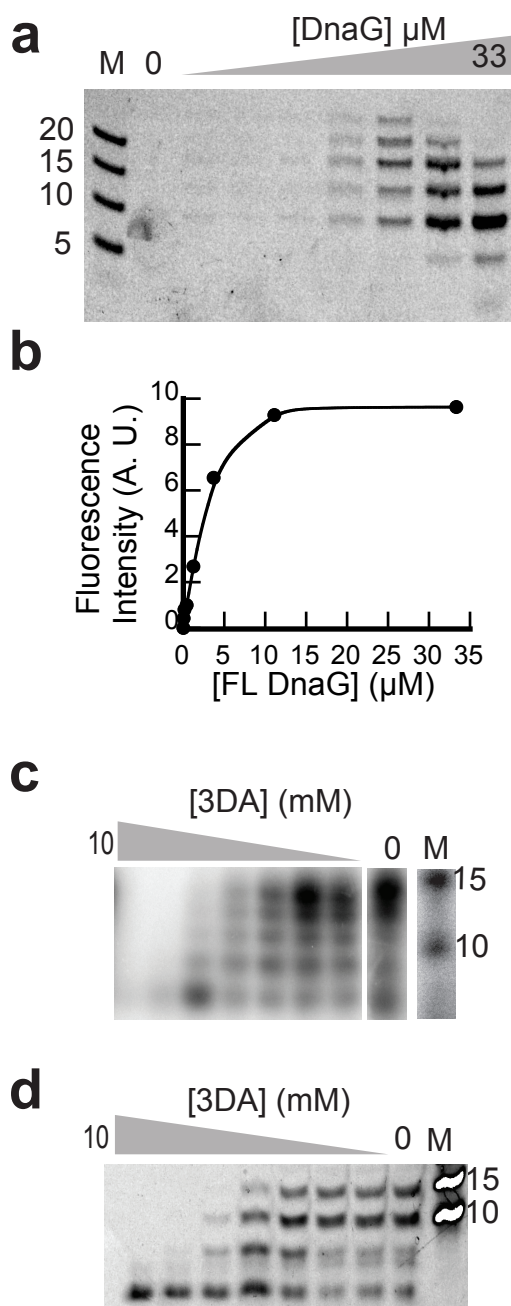 a
[DnaG] µM
M 0 33
20
15
10
5
b
Fluorescence
Intensity (A. U.)
10
8
6
4
2
0
0 5 10 15 20 25 30 35
[FL DnaG] (µM)
c
[3DA] (mM)
10 0 M
15
10
d
[3DA] (mM)
10 0 M
15
10